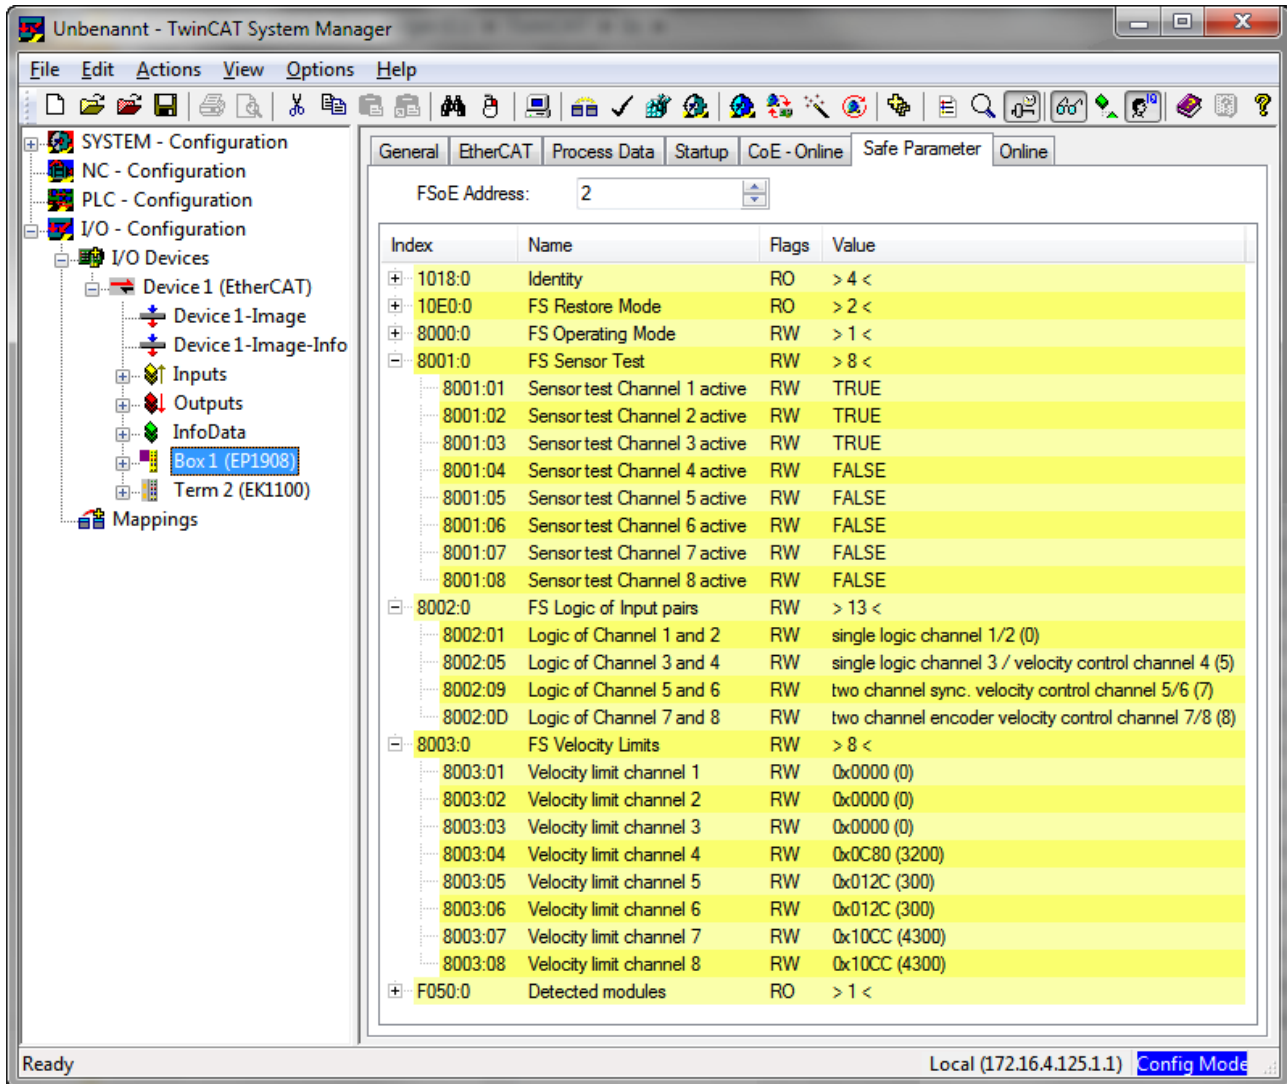 Unbenannt - TwinCAT System Manager
File Edit Actions View Options Help
SYSTEM - Configuration
NC - Configuration
PLC - Configuration
I/O - Configuration
I/O Devices
Device 1 (EtherCAT)
Device 1-Image
Device 1-Image-Info
Inputs
Outputs
InfoData
Box 1 (EP1908)
Term 2 (EK1100)
Mappings
General EtherCAT Process Data Startup CoE - Online Safe Parameter Online
FSoE Address: 2
Index Name Flags Value
1018:0 Identity RO > 4 <
10E0:0 FS Restore Mode RO > 2 <
8000:0 FS Operating Mode RW > 1 <
8001:0 FS Sensor Test RW > 8 <
8001:01 Sensor test Channel 1 active RW TRUE
8001:02 Sensor test Channel 2 active RW TRUE
8001:03 Sensor test Channel 3 active RW TRUE
8001:04 Sensor test Channel 4 active RW FALSE
8001:05 Sensor test Channel 5 active RW FALSE
8001:06 Sensor test Channel 6 active RW FALSE
8001:07 Sensor test Channel 7 active RW FALSE
8001:08 Sensor test Channel 8 active RW FALSE
8002:0 FS Logic of Input pairs RW > 13 <
8002:01 Logic of Channel 1 and 2 RW single logic channel 1/2 (0)
8002:05 Logic of Channel 3 and 4 RW single logic channel 3 / velocity control channel 4 (5)
8002:09 Logic of Channel 5 and 6 RW two channel sync. velocity control channel 5/6 (7)
8002:0D Logic of Channel 7 and 8 RW two channel encoder velocity control channel 7/8 (8)
8003:0 FS Velocity Limits RW > 8 <
8003:01 Velocity limit channel 1 RW 0x0000 (0)
8003:02 Velocity limit channel 2 RW 0x0000 (0)
8003:03 Velocity limit channel 3 RW 0x0000 (0)
8003:04 Velocity limit channel 4 RW 0x0C80 (3200)
8003:05 Velocity limit channel 5 RW 0x012C (300)
8003:06 Velocity limit channel 6 RW 0x012C (300)
8003:07 Velocity limit channel 7 RW 0x10CC (4300)
8003:08 Velocity limit channel 8 RW 0x10CC (4300)
F050:0 Detected modules RO > 1 <
Ready Local (172.16.4.125.1.1) Config Mode